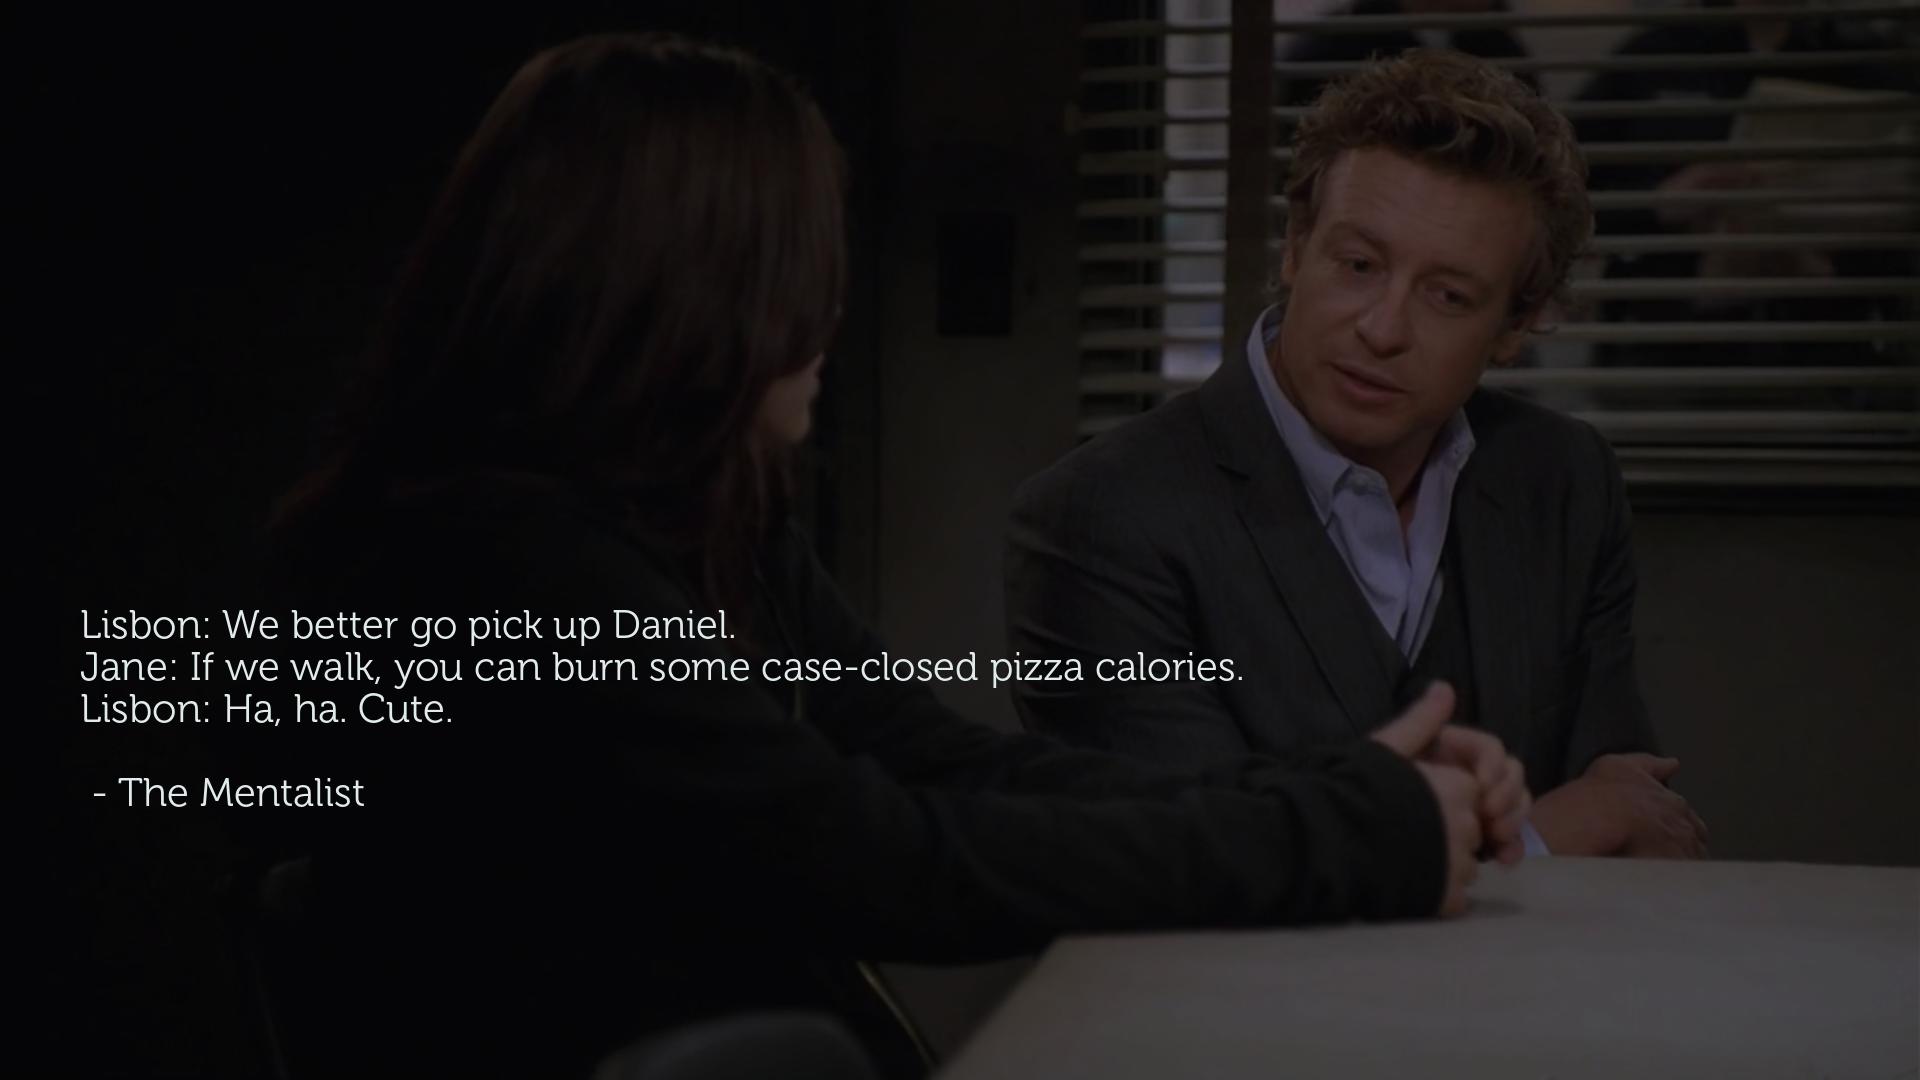 Lisbon: We better go pick up Daniel.
Jane: If we walk, you can burn some case-closed pizza calories.
Lisbon: Ha, ha. Cute.
- The Mentalist